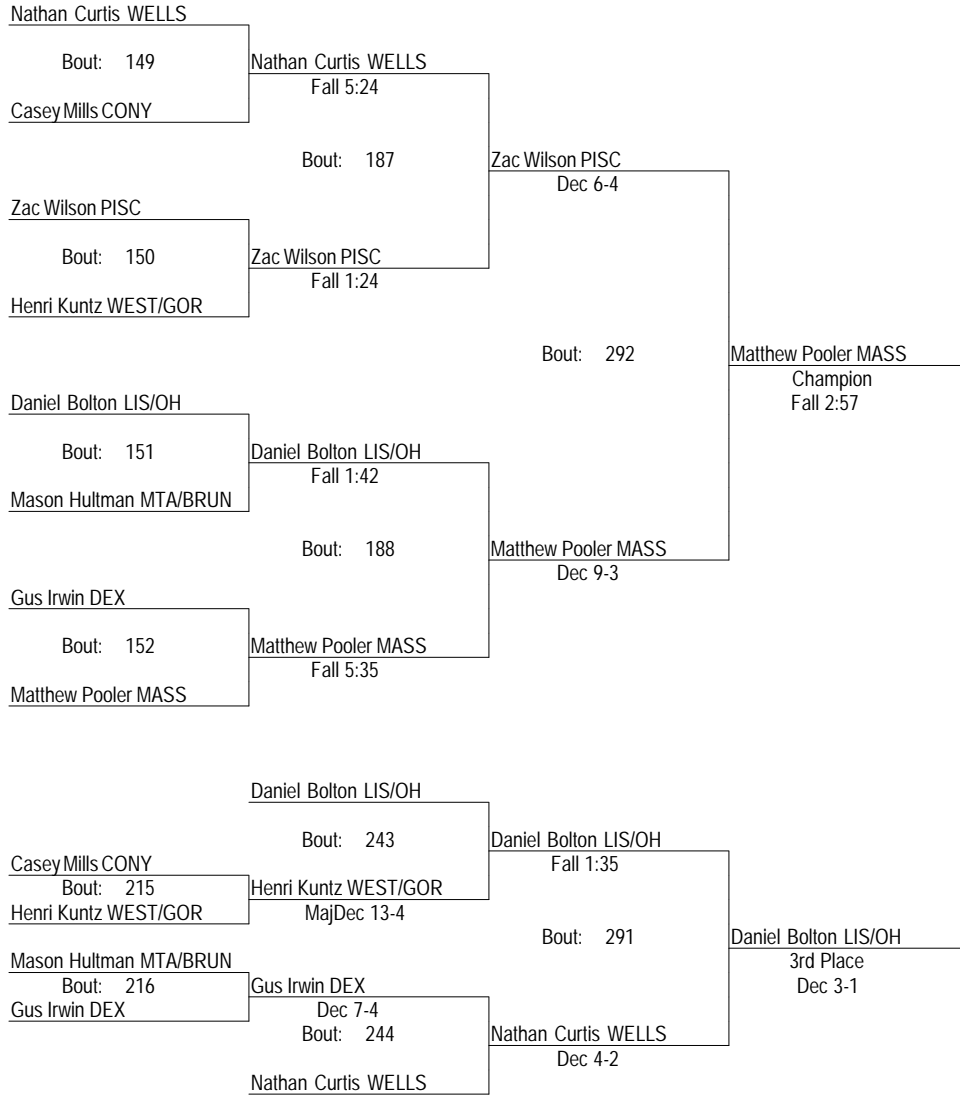 Nathan Curtis WELLS
Bout: 149
Nathan Curtis WELLS
Fall 5:24
Casey Mills CONY
Bout: 187
Zac Wilson PISC
Dec 6-4
Zac Wilson PISC
Bout: 150
Zac Wilson PISC
Fall 1:24
Henri Kuntz WEST/GOR
Bout: 292
Matthew Pooler MASS
Champion
Fall 2:57
Daniel Bolton LIS/OH
Bout: 151
Daniel Bolton LIS/OH
Fall 1:42
Mason Hultman MTA/BRUN
Bout: 188
Matthew Pooler MASS
Dec 9-3
Gus Irwin DEX
Bout: 152
Matthew Pooler MASS
Fall 5:35
Matthew Pooler MASS
Daniel Bolton LIS/OH
Bout: 243
Daniel Bolton LIS/OH
Fall 1:35
Casey Mills CONY
Bout: 215
Henri Kuntz WEST/GOR
Henri Kuntz WEST/GOR
MajDec 13-4
Bout: 291
Daniel Bolton LIS/OH
3rd Place
Dec 3-1
Mason Hultman MTA/BRUN
Bout: 216
Gus Irwin DEX
Gus Irwin DEX
Dec 7-4
Bout: 244
Nathan Curtis WELLS
Dec 4-2
Nathan Curtis WELLS